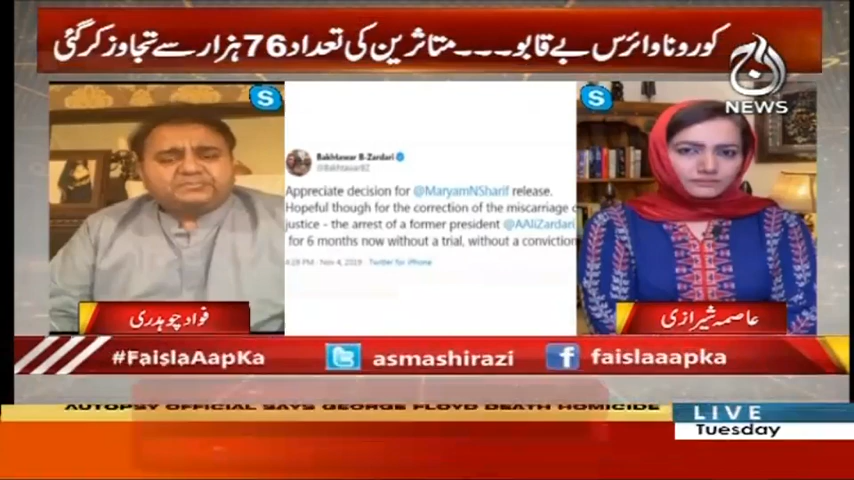 کورونا وائرس بے قابو۔۔۔ متاثرین کی تعداد 76 ہزار سے تجاوز کر گئی
آج
NEWS
Bakhtawar B-Zardari
@BakhtawarBZ
Appreciate decision for @MaryamNSharif release.
Hopeful though for the correction of the miscarriage o
justice - the arrest of a former president @AAliZardari
for 6 months now without a trial, without a conviction
4:28 PM · Nov 4, 2019 · Twitter for iPhone
فواد چوہدری
عاصمہ شیرازی
#FaislaAapKa
asmashirazi
faislaaapka
AUTOPSY OFFICIAL SAYS GEORGE FLOYD DEATH HOMICIDE
LIVE
Tuesday